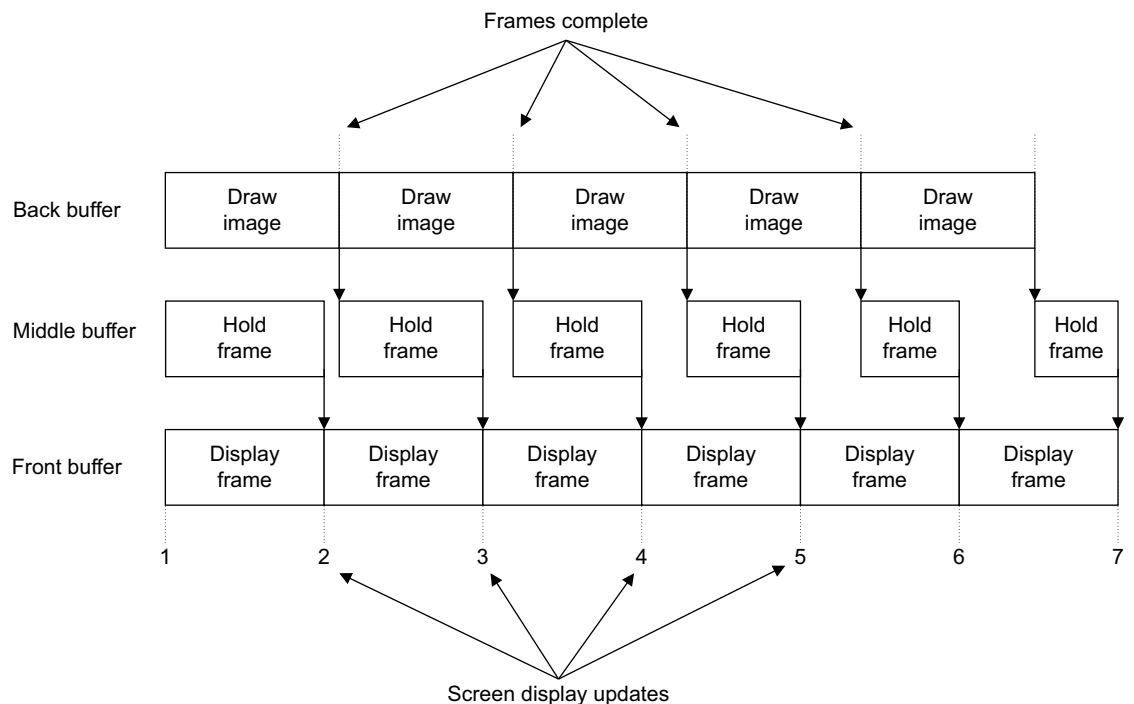 Frames complete
Back buffer
Draw
image
Draw
image
Draw
image
Draw
image
Draw
image
Middle buffer
Hold
frame
Hold
frame
Hold
frame
Hold
frame
Hold
frame
Hold
frame
Front buffer
Display
frame
Display
frame
Display
frame
Display
frame
Display
frame
Display
frame
1 2 3 4 5 6 7
Screen display updates